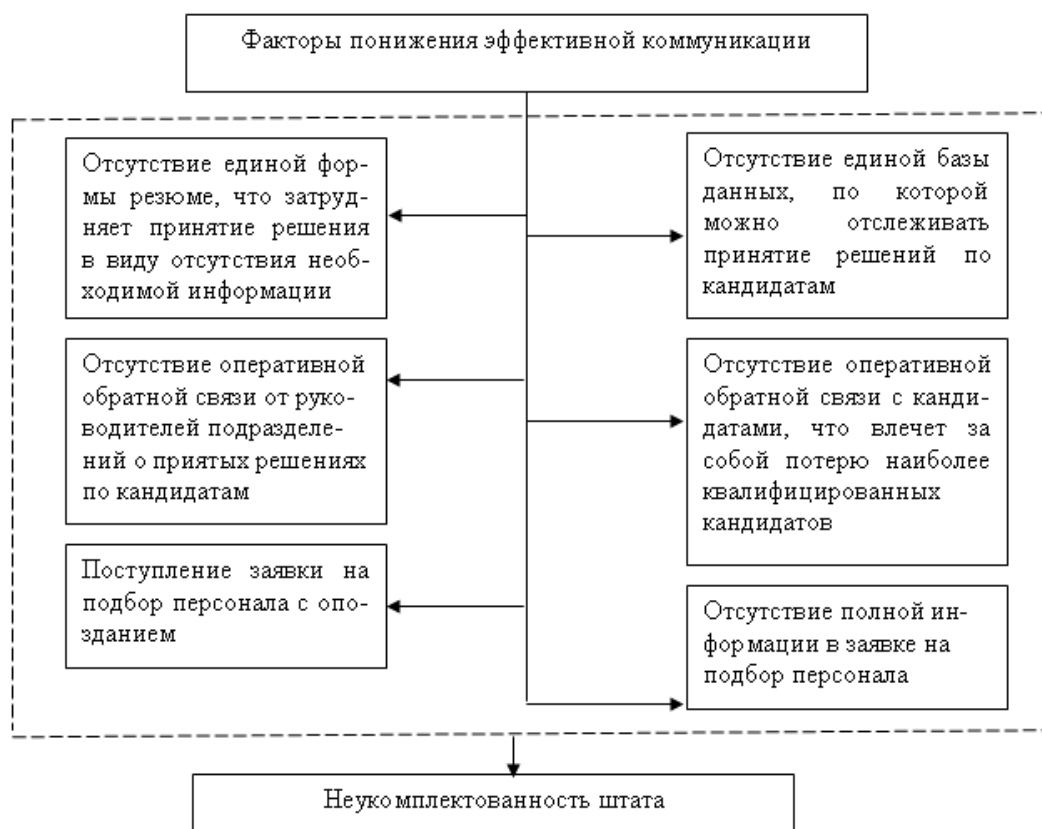 Факторы понижения эффективной коммуникации
Отсутствие единой фор-
мы резюме, что затруд-
няет принятие решения
в виду отсутствия необ-
ходимой информации
Отсутствие единой базы
данных, по которой
можно отслеживать
принятие решений по
кандидатам
Отсутствие оперативной
обратной связи от руко-
водителей подразделе-
ний о приятых решениях
по кандидатам
Отсутствие оперативной
обратной связи с канди-
датами, что влечет за
собой потерю наиболее
квалифицированных
кандидатов
Поступление заявки на
подбор персонала с опо-
зданием
Отсутствие полной ин-
формации в заявке на
подбор персонала
Неукомплектованность штата